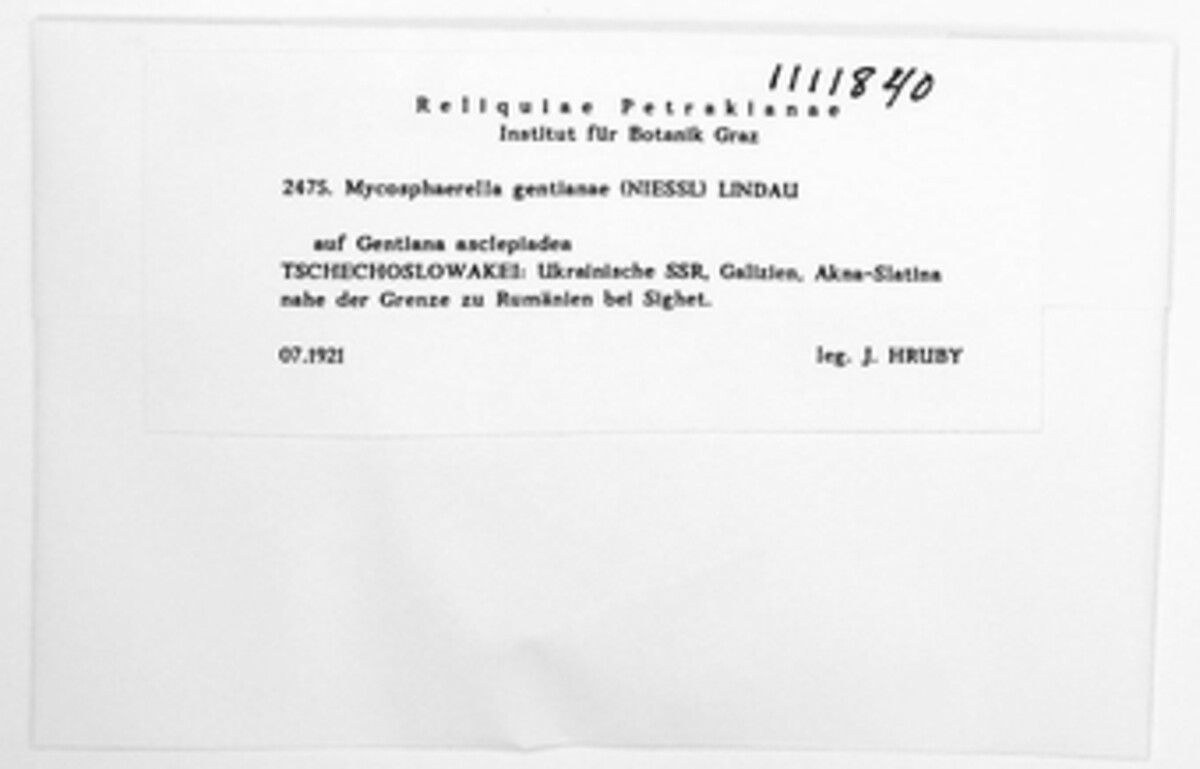 1111840
Reliquiae Petrakianae
Institut für Botanik Graz
2475. Mycosphaerella gentianae (NIESSL) LINDAU
auf Gentiana asclepiadea
TSCHECHOSLOWAKEI: Ukrainische SSR, Galizien, Akna-Slatina
nahe der Grenze zu Rumänien bei Sighet.
07.1921 leg. J. HRUBY